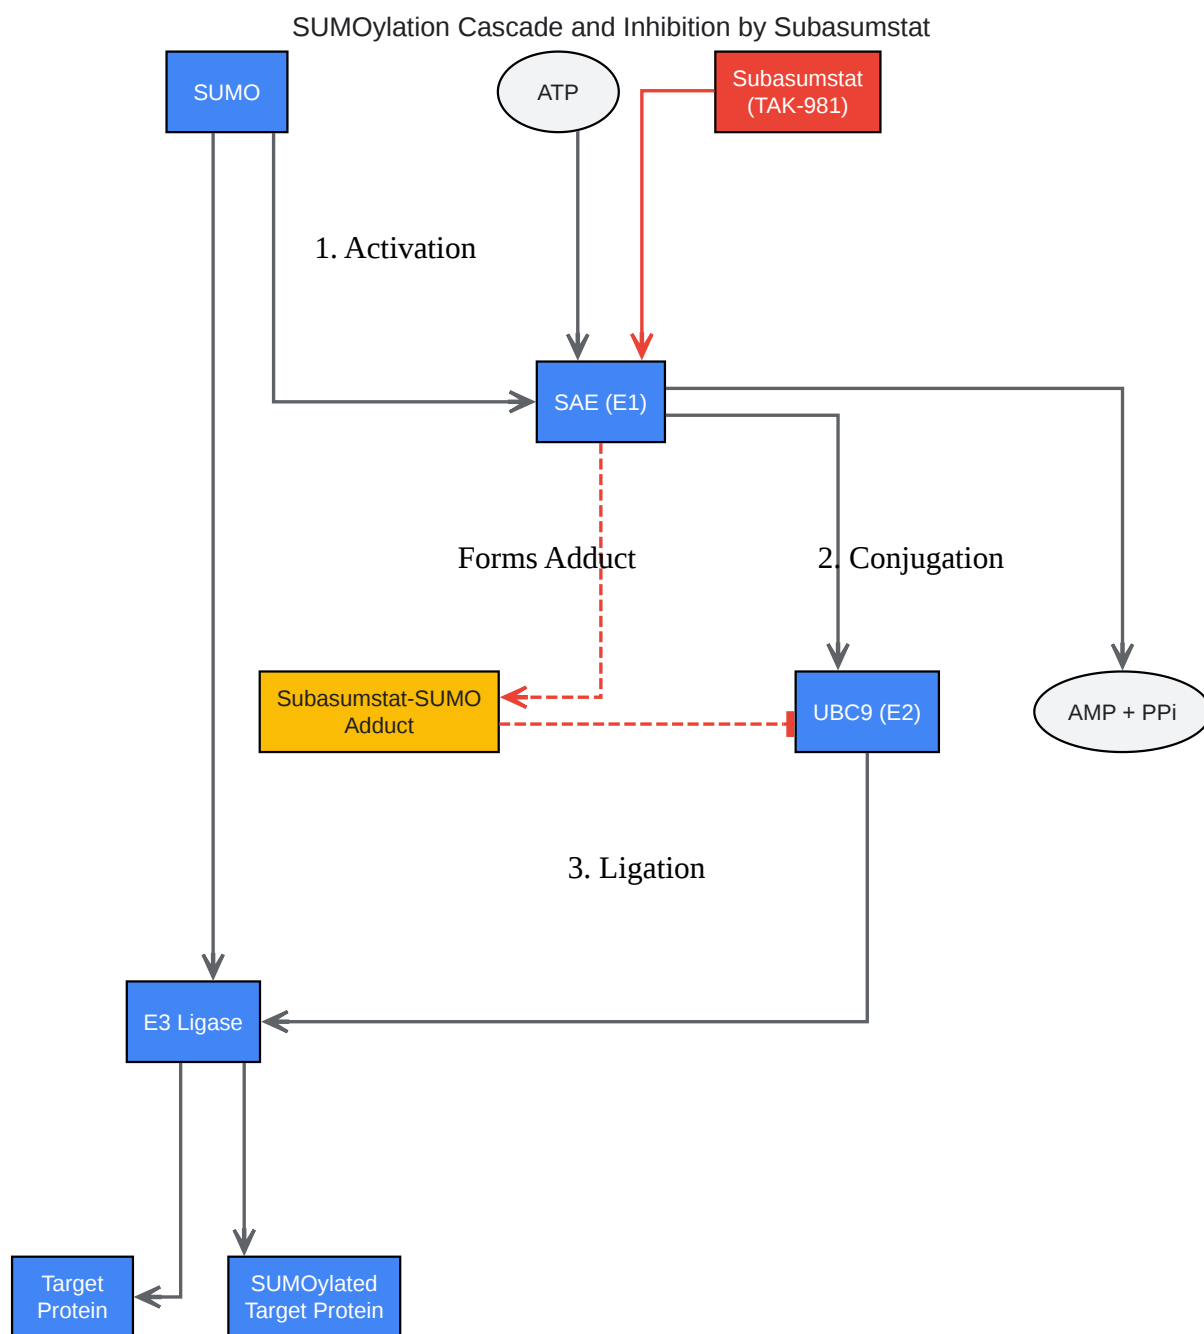 SUMOylation Cascade and Inhibition by Subasumstat
SUMO
ATP
Subasumstat
(TAK-981)
1. Activation
SAE (E1)
Forms Adduct
2. Conjugation
Subasumstat-SUMO
Adduct
UBC9 (E2)
AMP + PPi
3. Ligation
E3 Ligase
Target
Protein
SUMOylated
Target Protein